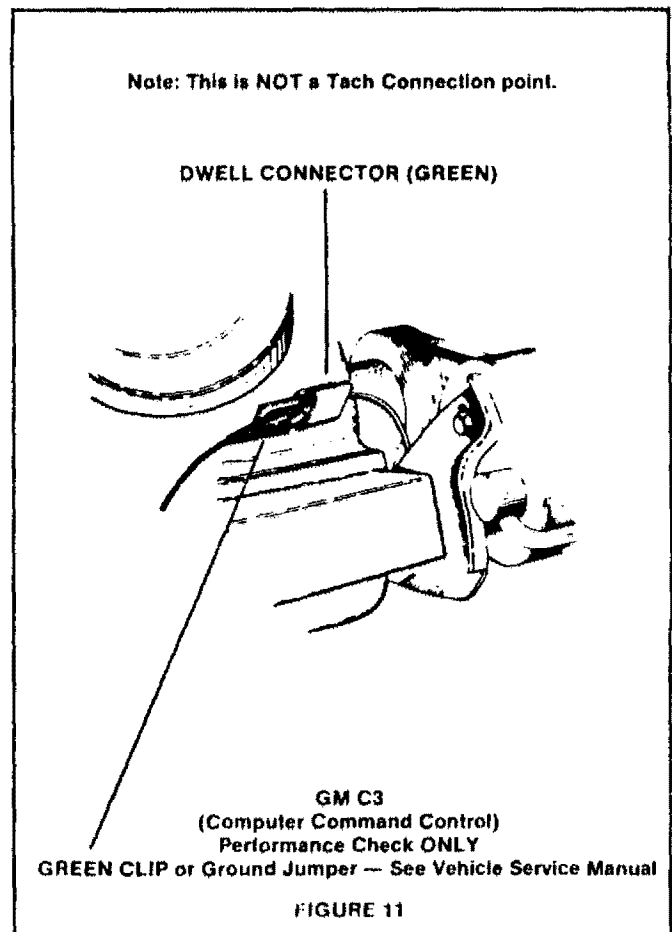 Note: This is NOT a Tach Connection point.
DWELL CONNECTOR (GREEN)
GM C3
(Computer Command Control)
Performance Check ONLY
GREEN CLIP or Ground Jumper — See Vehicle Service Manual
FIGURE 11